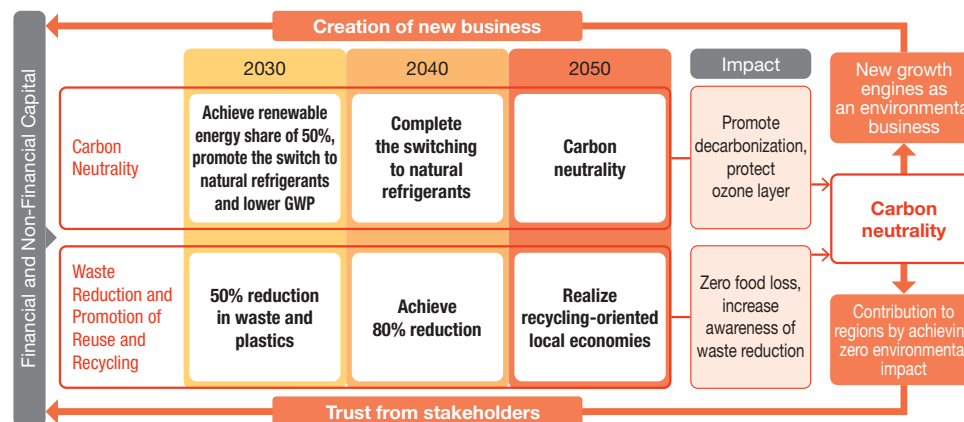 Creation of new business
Financial and Non-Financial Capital
2030
2040
2050
Impact
Carbon
Neutrality
Achieve renewable
energy share of 50%,
promote the switch to
natural refrigerants
and lower GWP
Complete
the switching
to natural
refrigerants
Carbon
neutrality
Promote
decarbonization,
protect
ozone layer
Waste
Reduction and
Promotion of
Reuse and
Recycling
50% reduction
in waste and
plastics
Achieve
80% reduction
Realize
recycling-oriented
local economies
Zero food loss,
increase
awareness of
waste reduction
New growth
engines as
an environmenta
business
Carbon
neutrality
Contribution to
regions by achievin
zero environmenta
impact
Trust from stakeholders